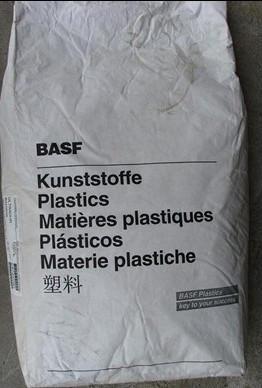 BASF
Kunststoffe
Plastics
Matières plastiques
Plásticos
Materie plastiche
塑料
BASF Plastics
key to your success